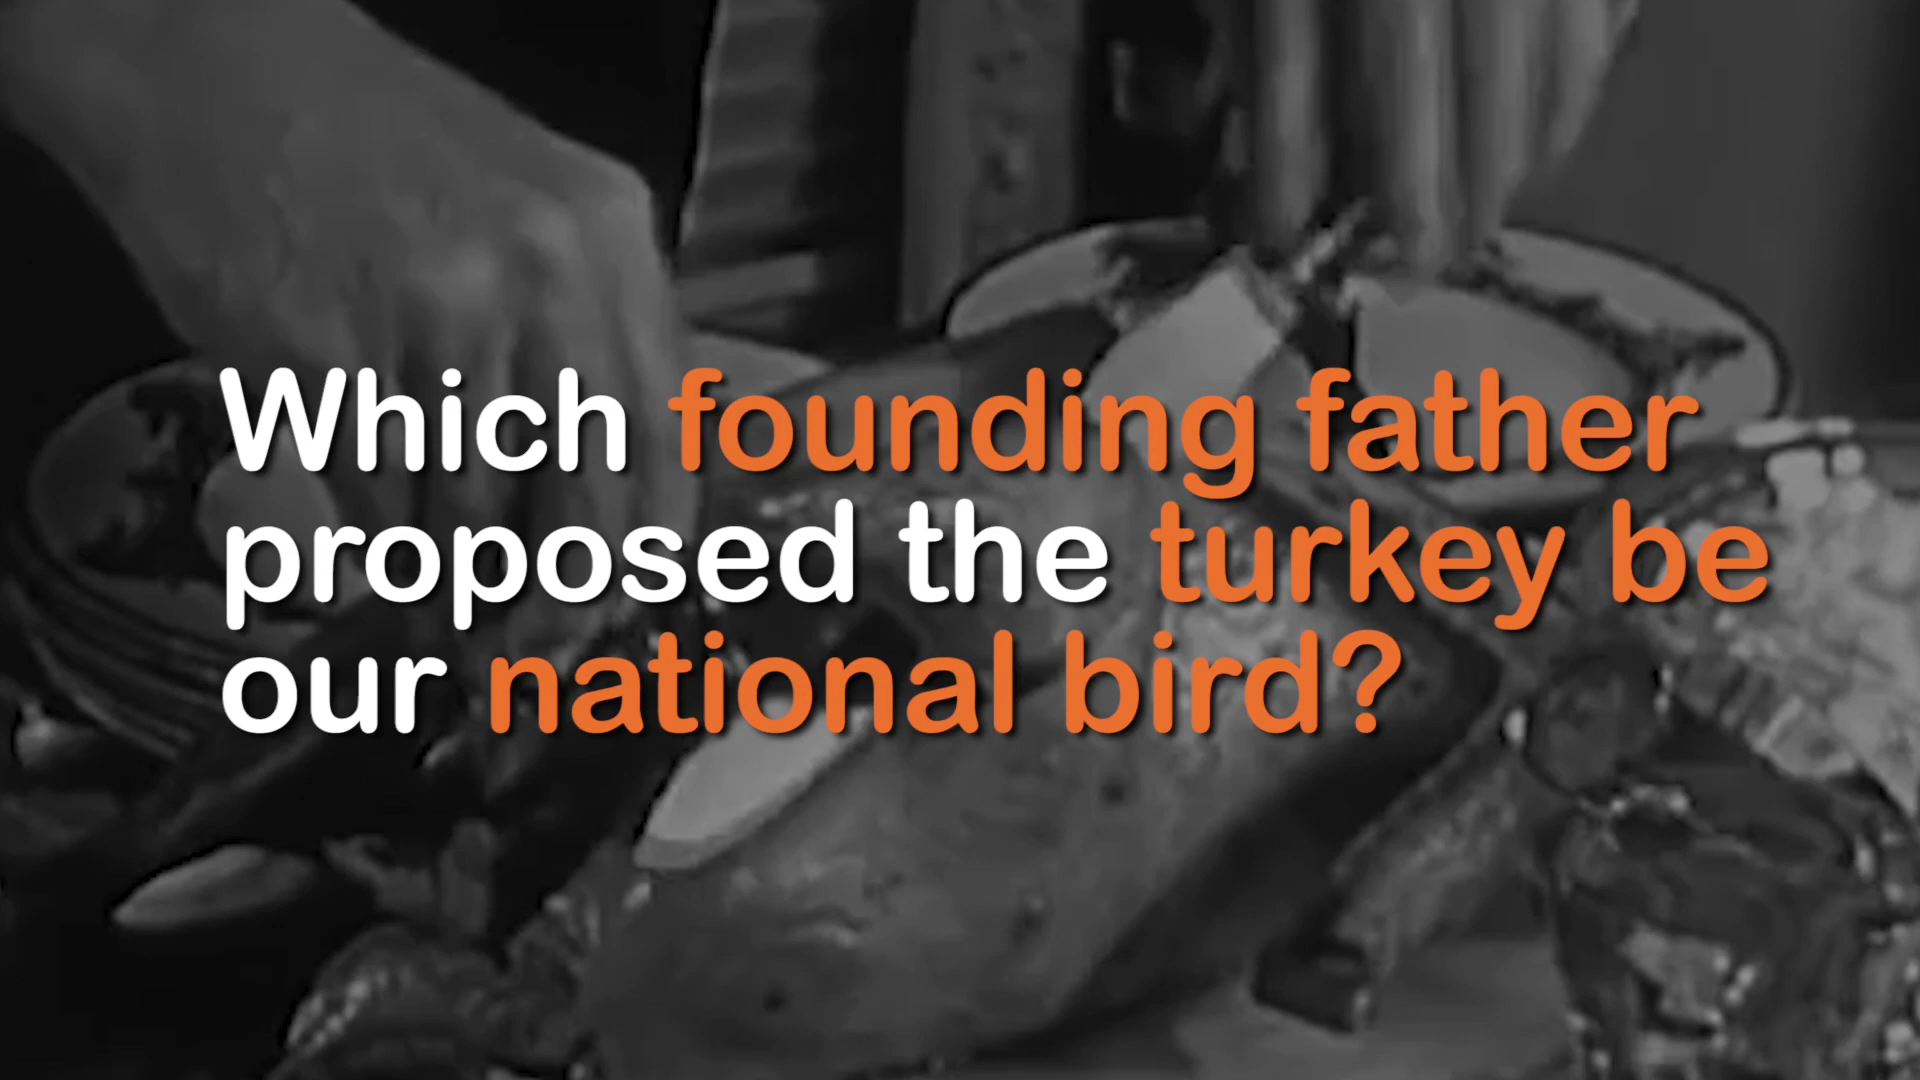 Which founding father
proposed the turkey be
our national bird?